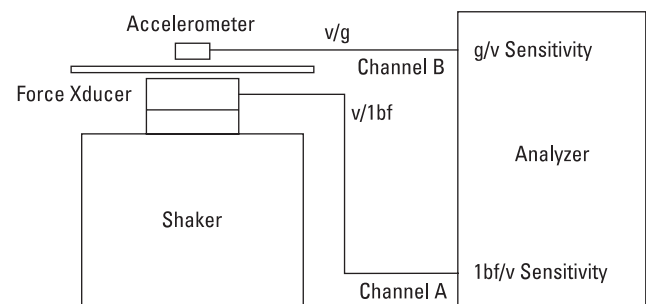 Accelerometer
v/g
g/v Sensitivity
Channel B
Force Xducer
v/1bf
Analyzer
Shaker
1bf/v Sensitivity
Channel A